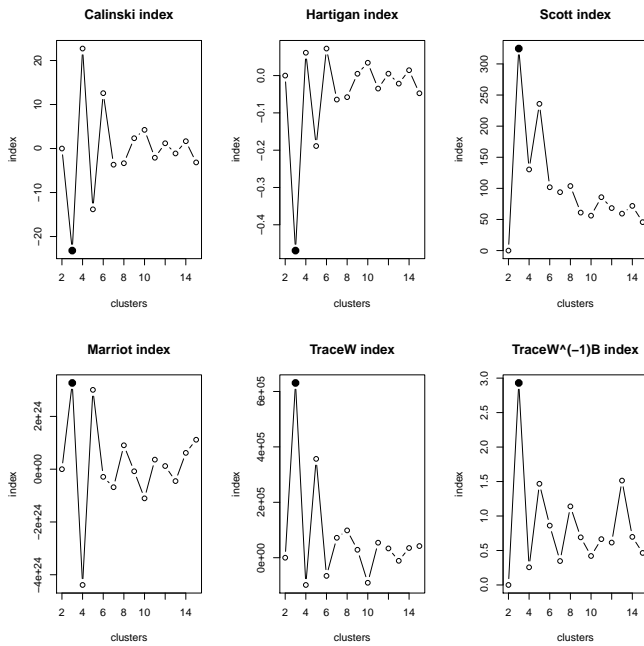 Calinski index
index
20
10
0
−10
−20
2 4 6 8 10 14
clusters
Hartigan index
index
0.0
−0.1
−0.2
−0.4
2 4 6 8 10 14
clusters
Scott index
index
300
250
200
150
100
50
0
2 4 6 8 10 14
clusters
Marriot index
index
2e+24
0e+00
−2e+24
−4e+24
2 4 6 8 10 14
clusters
TraceW index
index
6e+05
4e+05
2e+05
0e+00
2 4 6 8 10 14
clusters
TraceW^(−1)B index
index
3.0
2.5
2.0
1.5
1.0
0.5
0.0
2 4 6 8 10 14
clusters